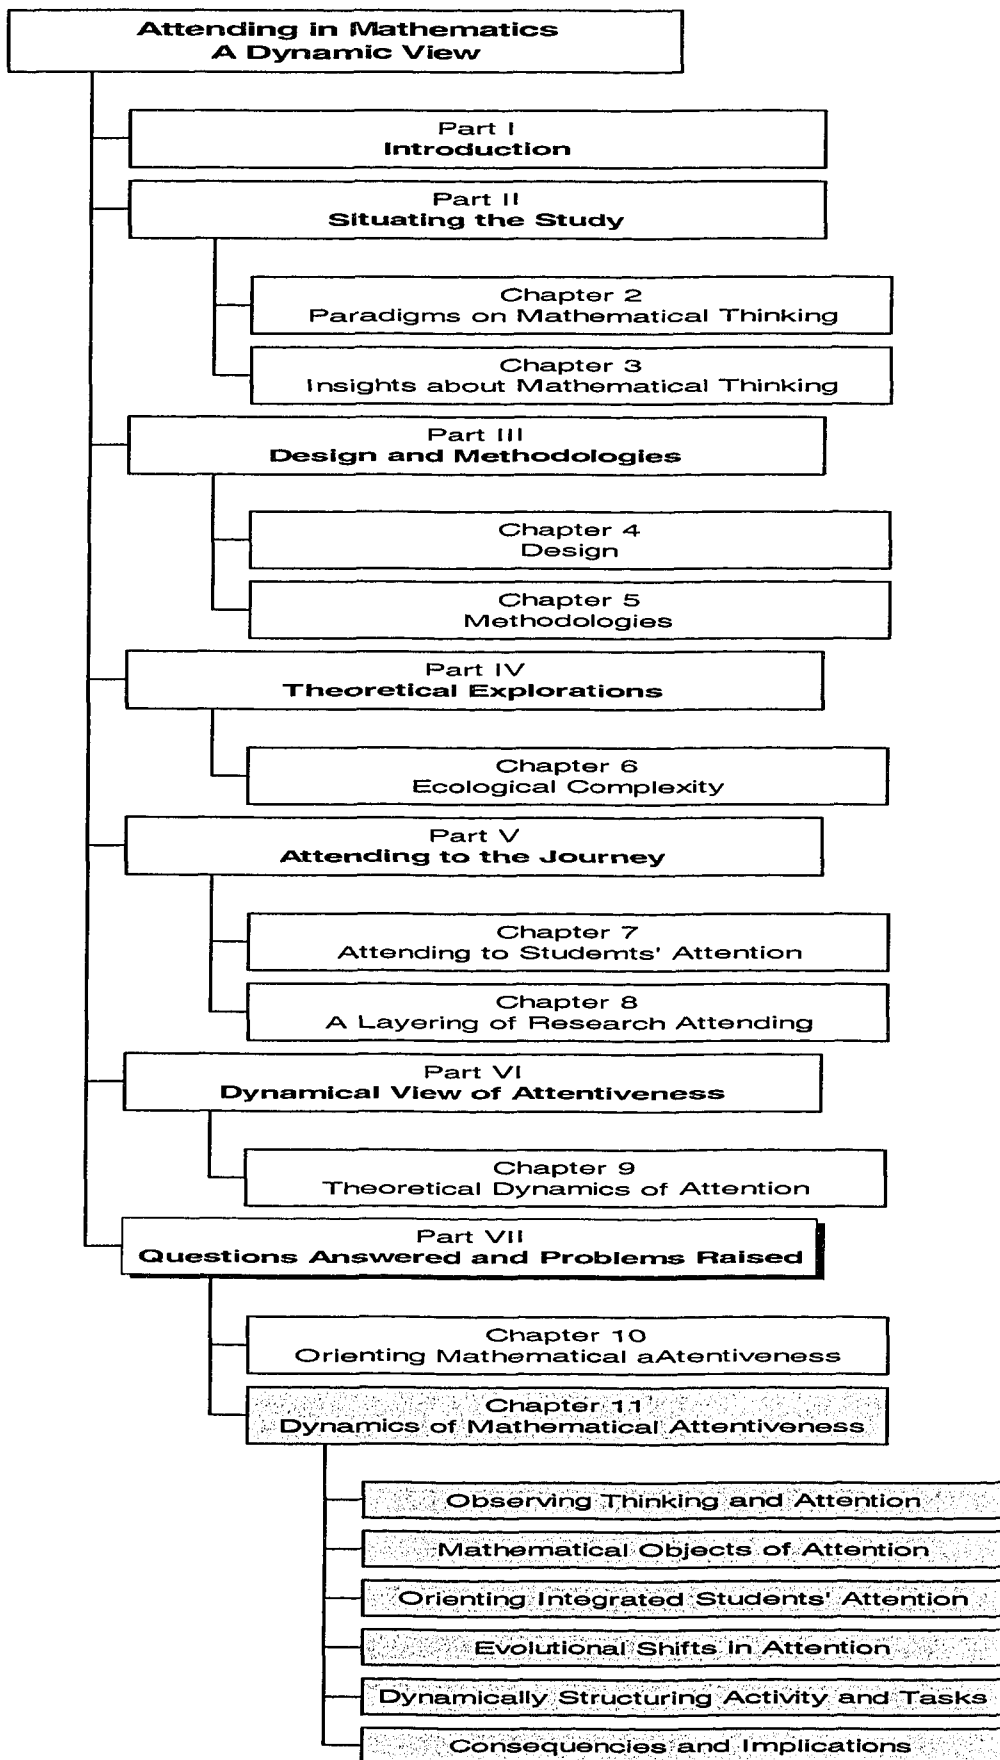 Attending in Mathematics
A Dynamic View
Part I
Introduction
Part II
Situating the Study
Chapter 2
Paradigms on Mathematical Thinking
Chapter 3
Insights about Mathematical Thinking
Part III
Design and Methodologies
Chapter 4
Design
Chapter 5
Methodologies
Part IV
Theoretical Explorations
Chapter 6
Ecological Complexity
Part V
Attending to the Journey
Chapter 7
Attending to Studemts' Attention
Chapter 8
A Layering of Research Attending
Part VI
Dynamical View of Attentiveness
Chapter 9
Theoretical Dynamics of Attention
Part VII
Questions Answered and Problems Raised
Chapter 10
Orienting Mathematical aAtentiveness
Chapter 11
Dynamics of Mathematical Attentiveness
Observing Thinking and Attention
Mathematical Objects of Attention
Orienting Integrated Students' Attention
Evolutional Shifts in Attention
Dynamically Structuring Activity and Tasks
Consequencies and Implications